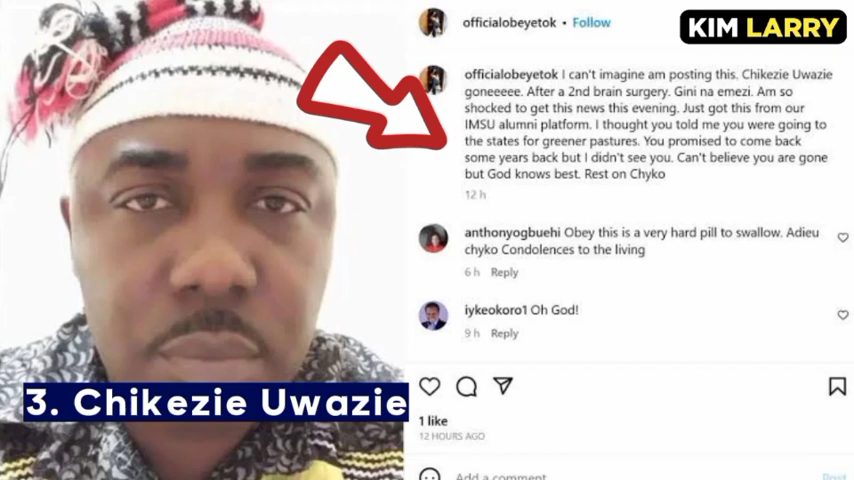 officialobeyetok • Follow
KIM LARRY
officialobeyetok I can't imagine am posting this. Chikezie Uwazie
goneeeee. After a 2nd brain surgery. Gini na emezi. Am so
shocked to get this news this evening. Just got this from our
IMSU alumni platform. I thought you told me you were going to
the states for greener pastures. You promised to come back
some years back but I didn't see you. Can't believe you are gone
but God knows best. Rest on Chyko
12 h
anthonyogbuehi Obey this is a very hard pill to swallow. Adieu
chyko Condolences to the living
6 h Reply
iykeokoro1 Oh God!
9 h Reply
3. Chikezie Uwazie
1 like
12 HOURS AGO
Add a comment
Post